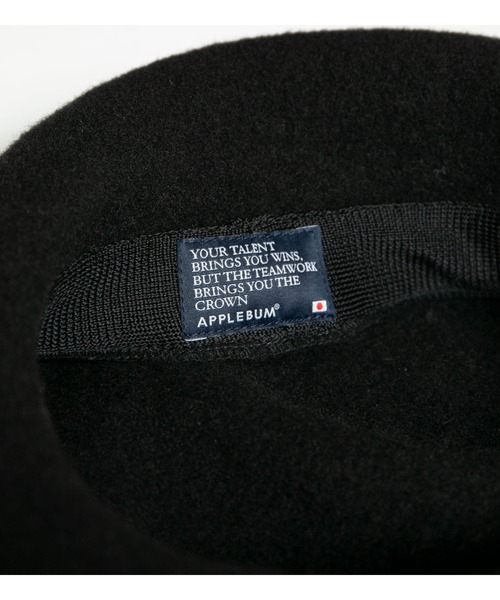 YOUR TALENT
BRINGS YOU WINS,
BUT THE TEAMWORK
BRINGS YOU THE
CROWN
APPLEBUM®